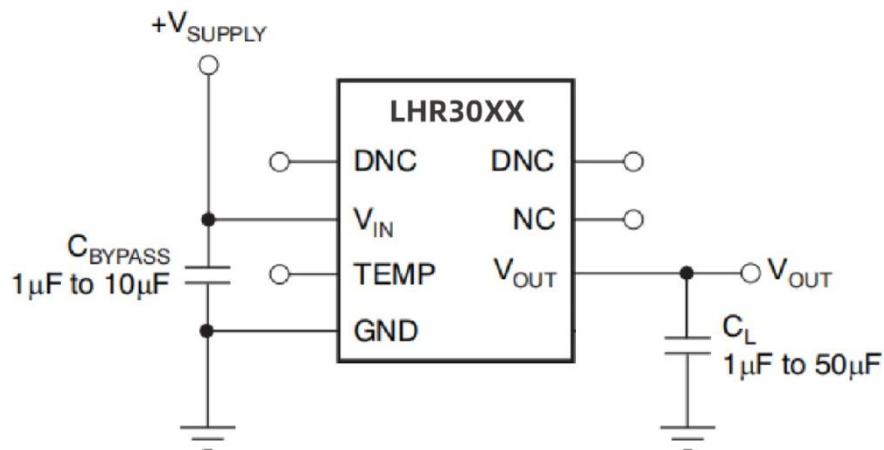 +VSUPPLY
LHR30XX
DNC
DNC
VIN
NC
CBYPASS
1μF to 10μF
TEMP
VOUT
VOUT
GND
CL
1μF to 50μF